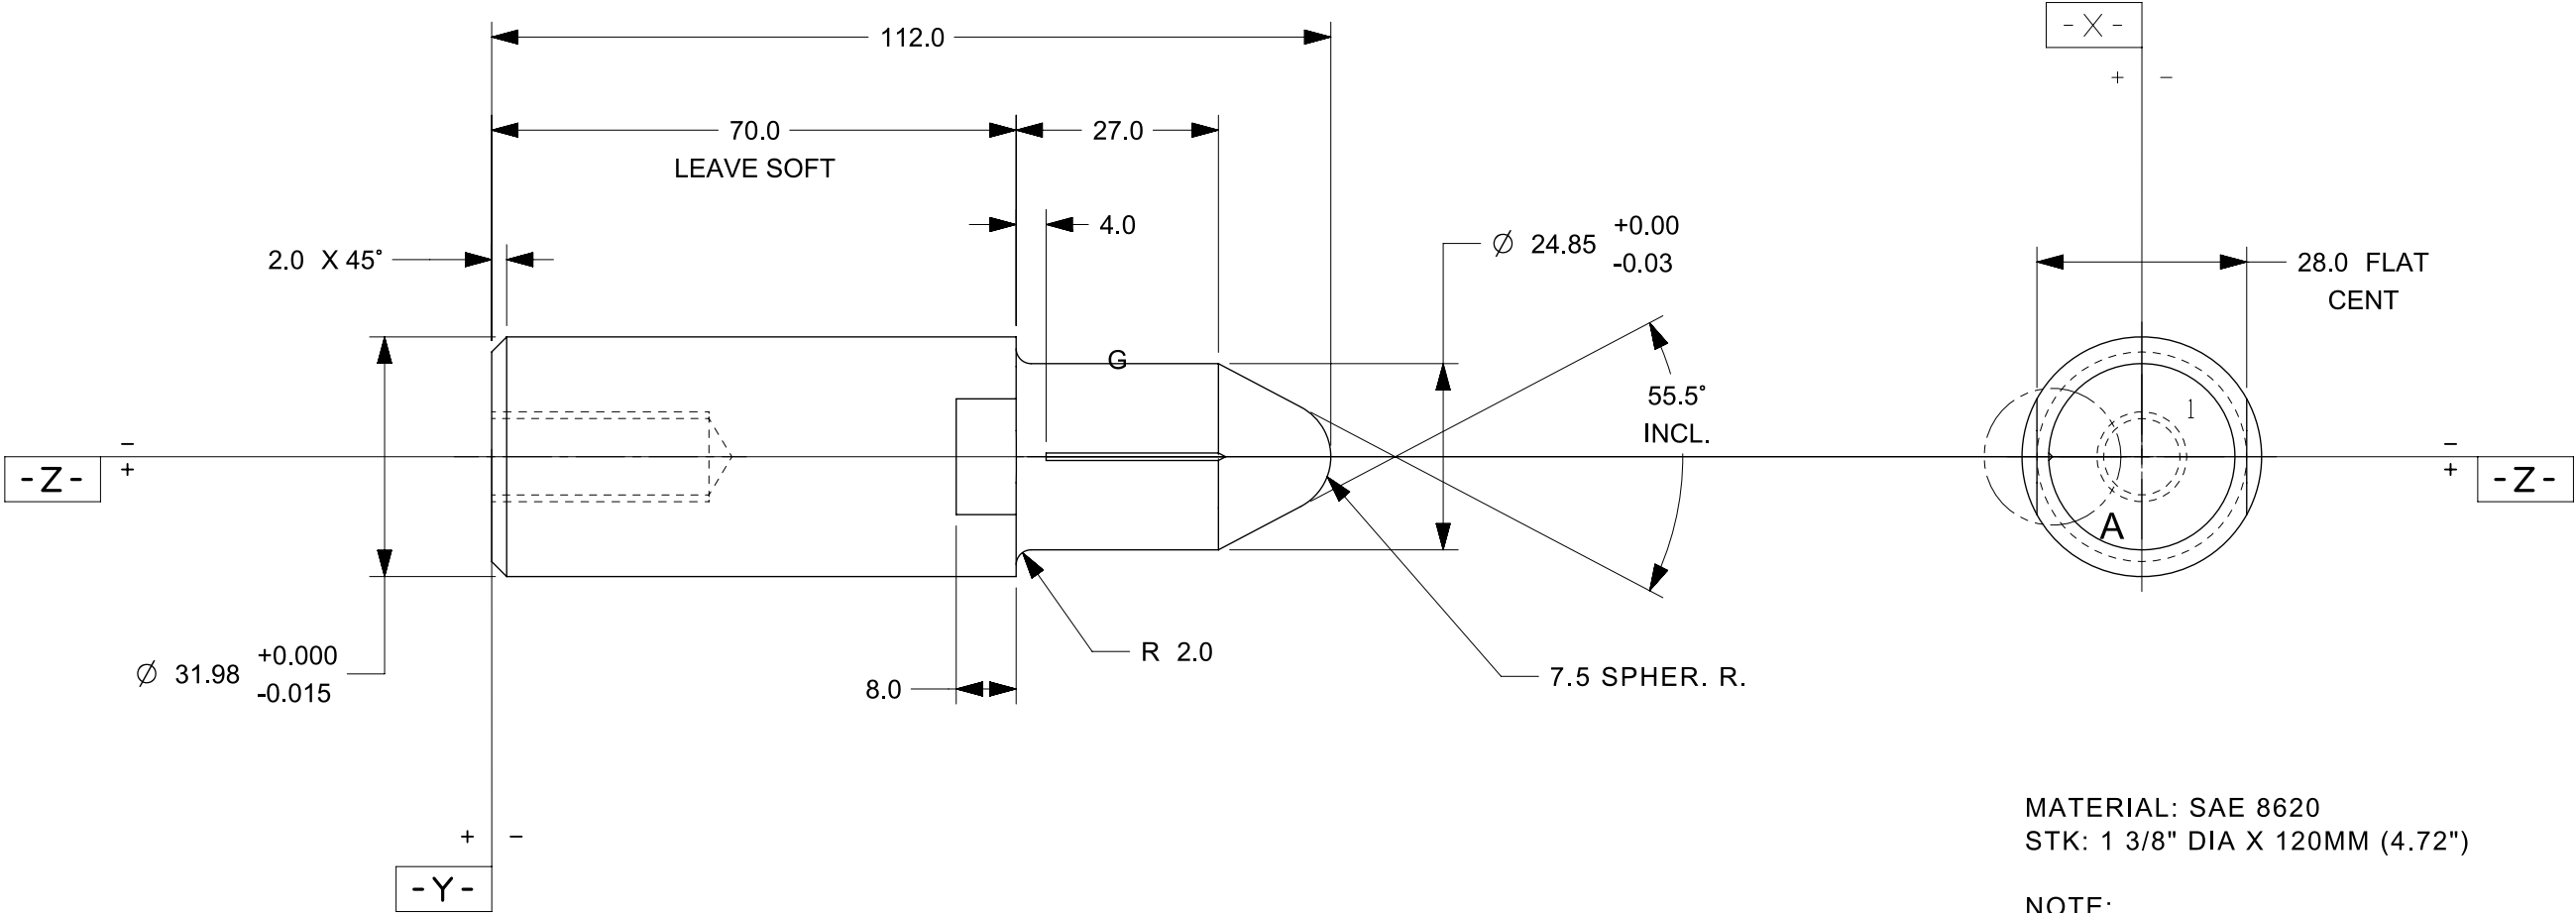 112.0
-X-
+ -
70.0
LEAVE SOFT
27.0
4.0
2.0 X 45°
Ø 24.85 +0.00
-0.03
28.0 FLAT
CENT
G
55.5°
INCL.
1
-
+
-Z-
A
-
+
-Z-
R 2.0
Ø 31.98 +0.000
-0.015
8.0
7.5 SPHER. R.
+ -
-Y-
MATERIAL: SAE 8620
STK: 1 3/8" DIA X 120MM (4.72")
NOTE: